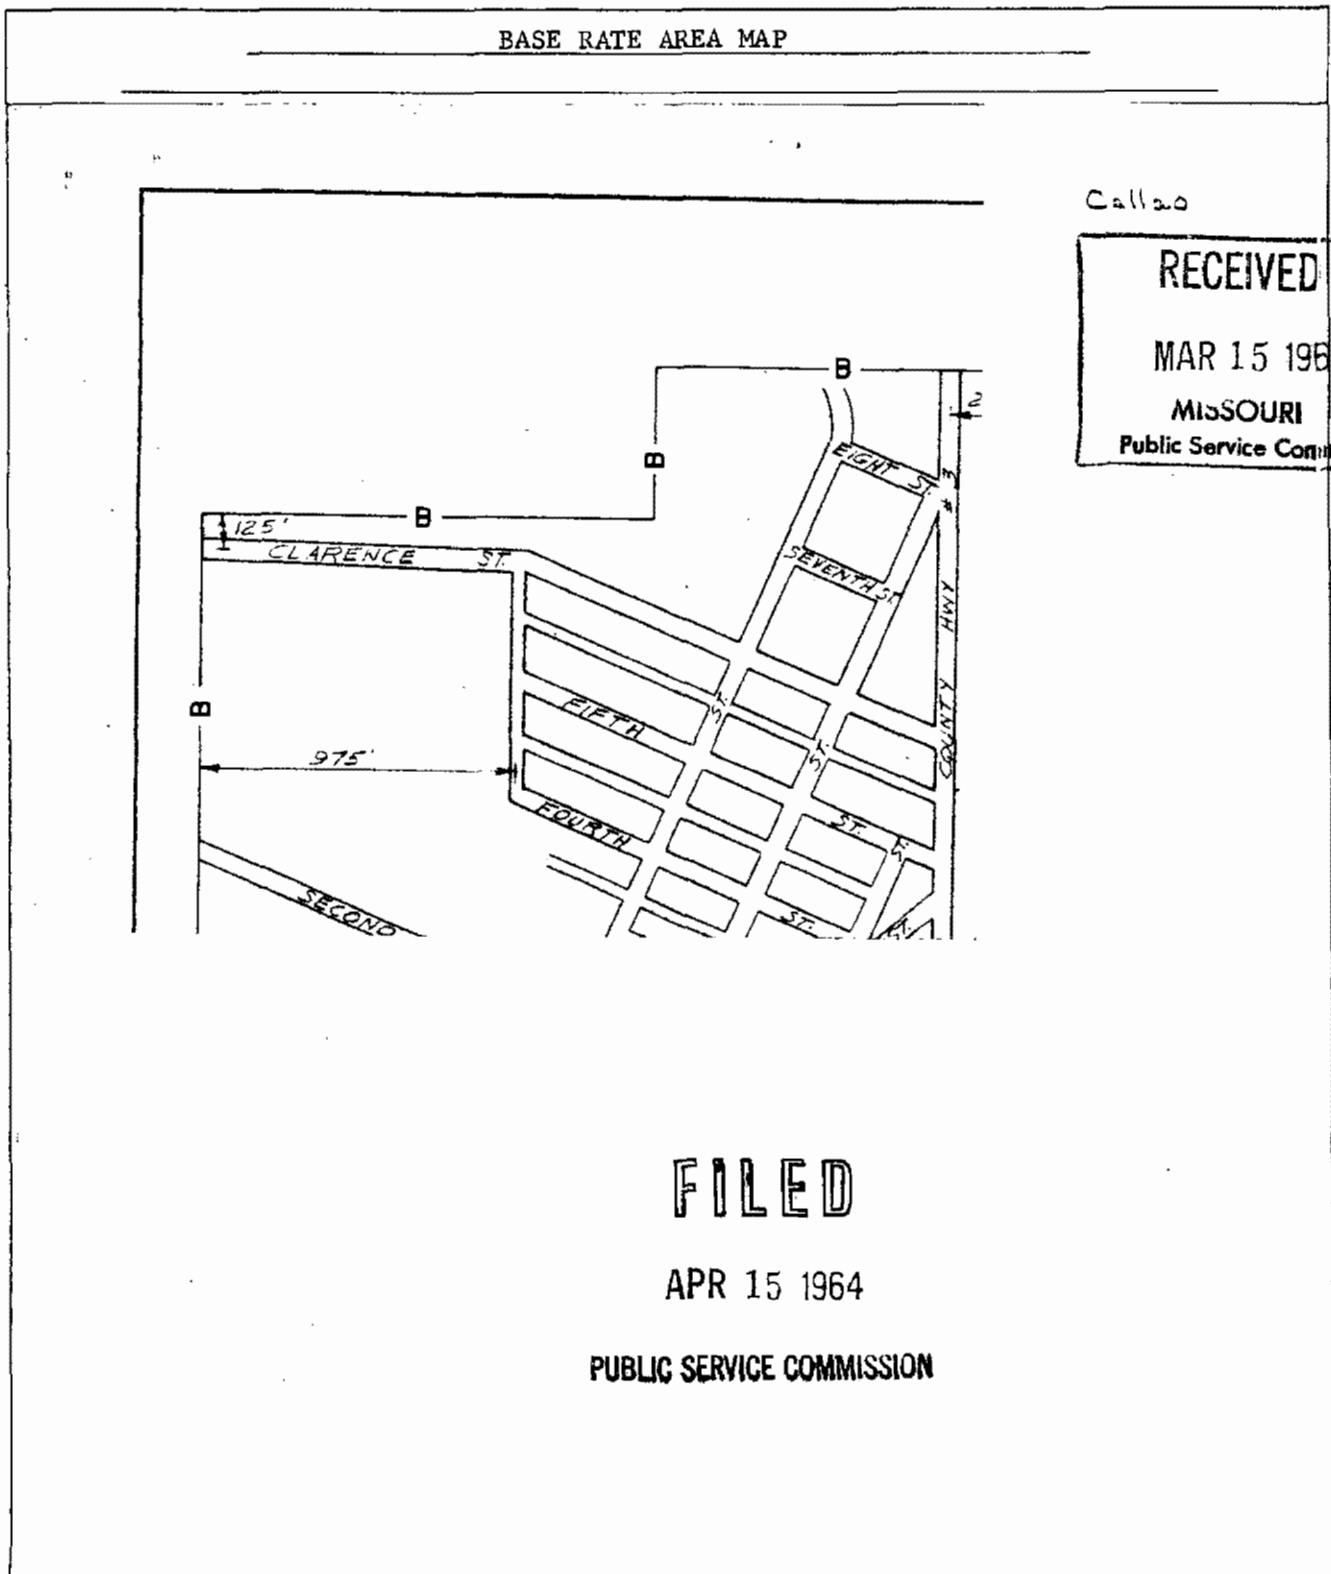 BASE RATE AREA MAP
Callao
RECEIVED
MAR 15 196
MISSOURI
Public Service Com
B
2
B
EIGHT ST.
# 3
B
125'
CLARENCE ST.
SEVENTH ST.
COUNTY HWY
B
ST.
FIFTH
ST.
975'
FOURTH
ST.
ST.
SECOND
ST.
FILED
APR 15 1964
PUBLIC SERVICE COMMISSION